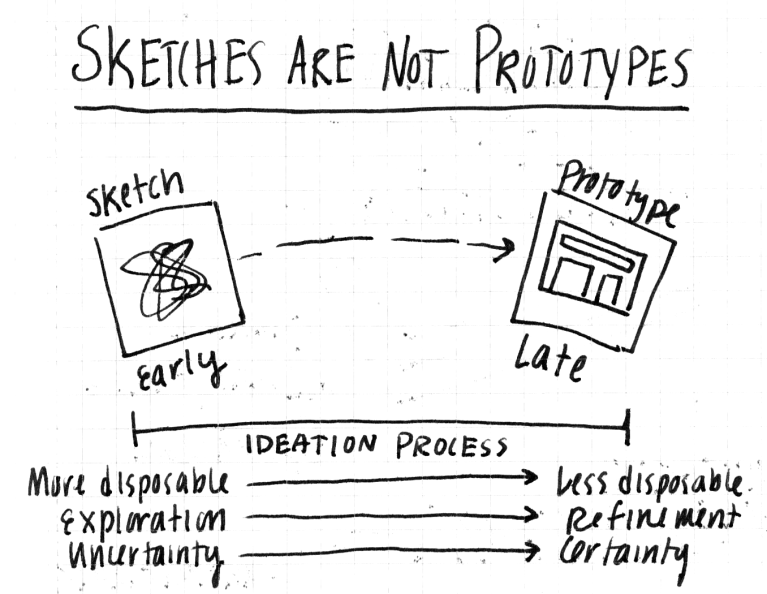 SKETCHES ARE NOT PROTOTYPES
Sketch
Prototype
Early
Late
IDEATION PROCESS
More disposable
Less disposable
Exploration
Refinement
Uncertainty
Certainty